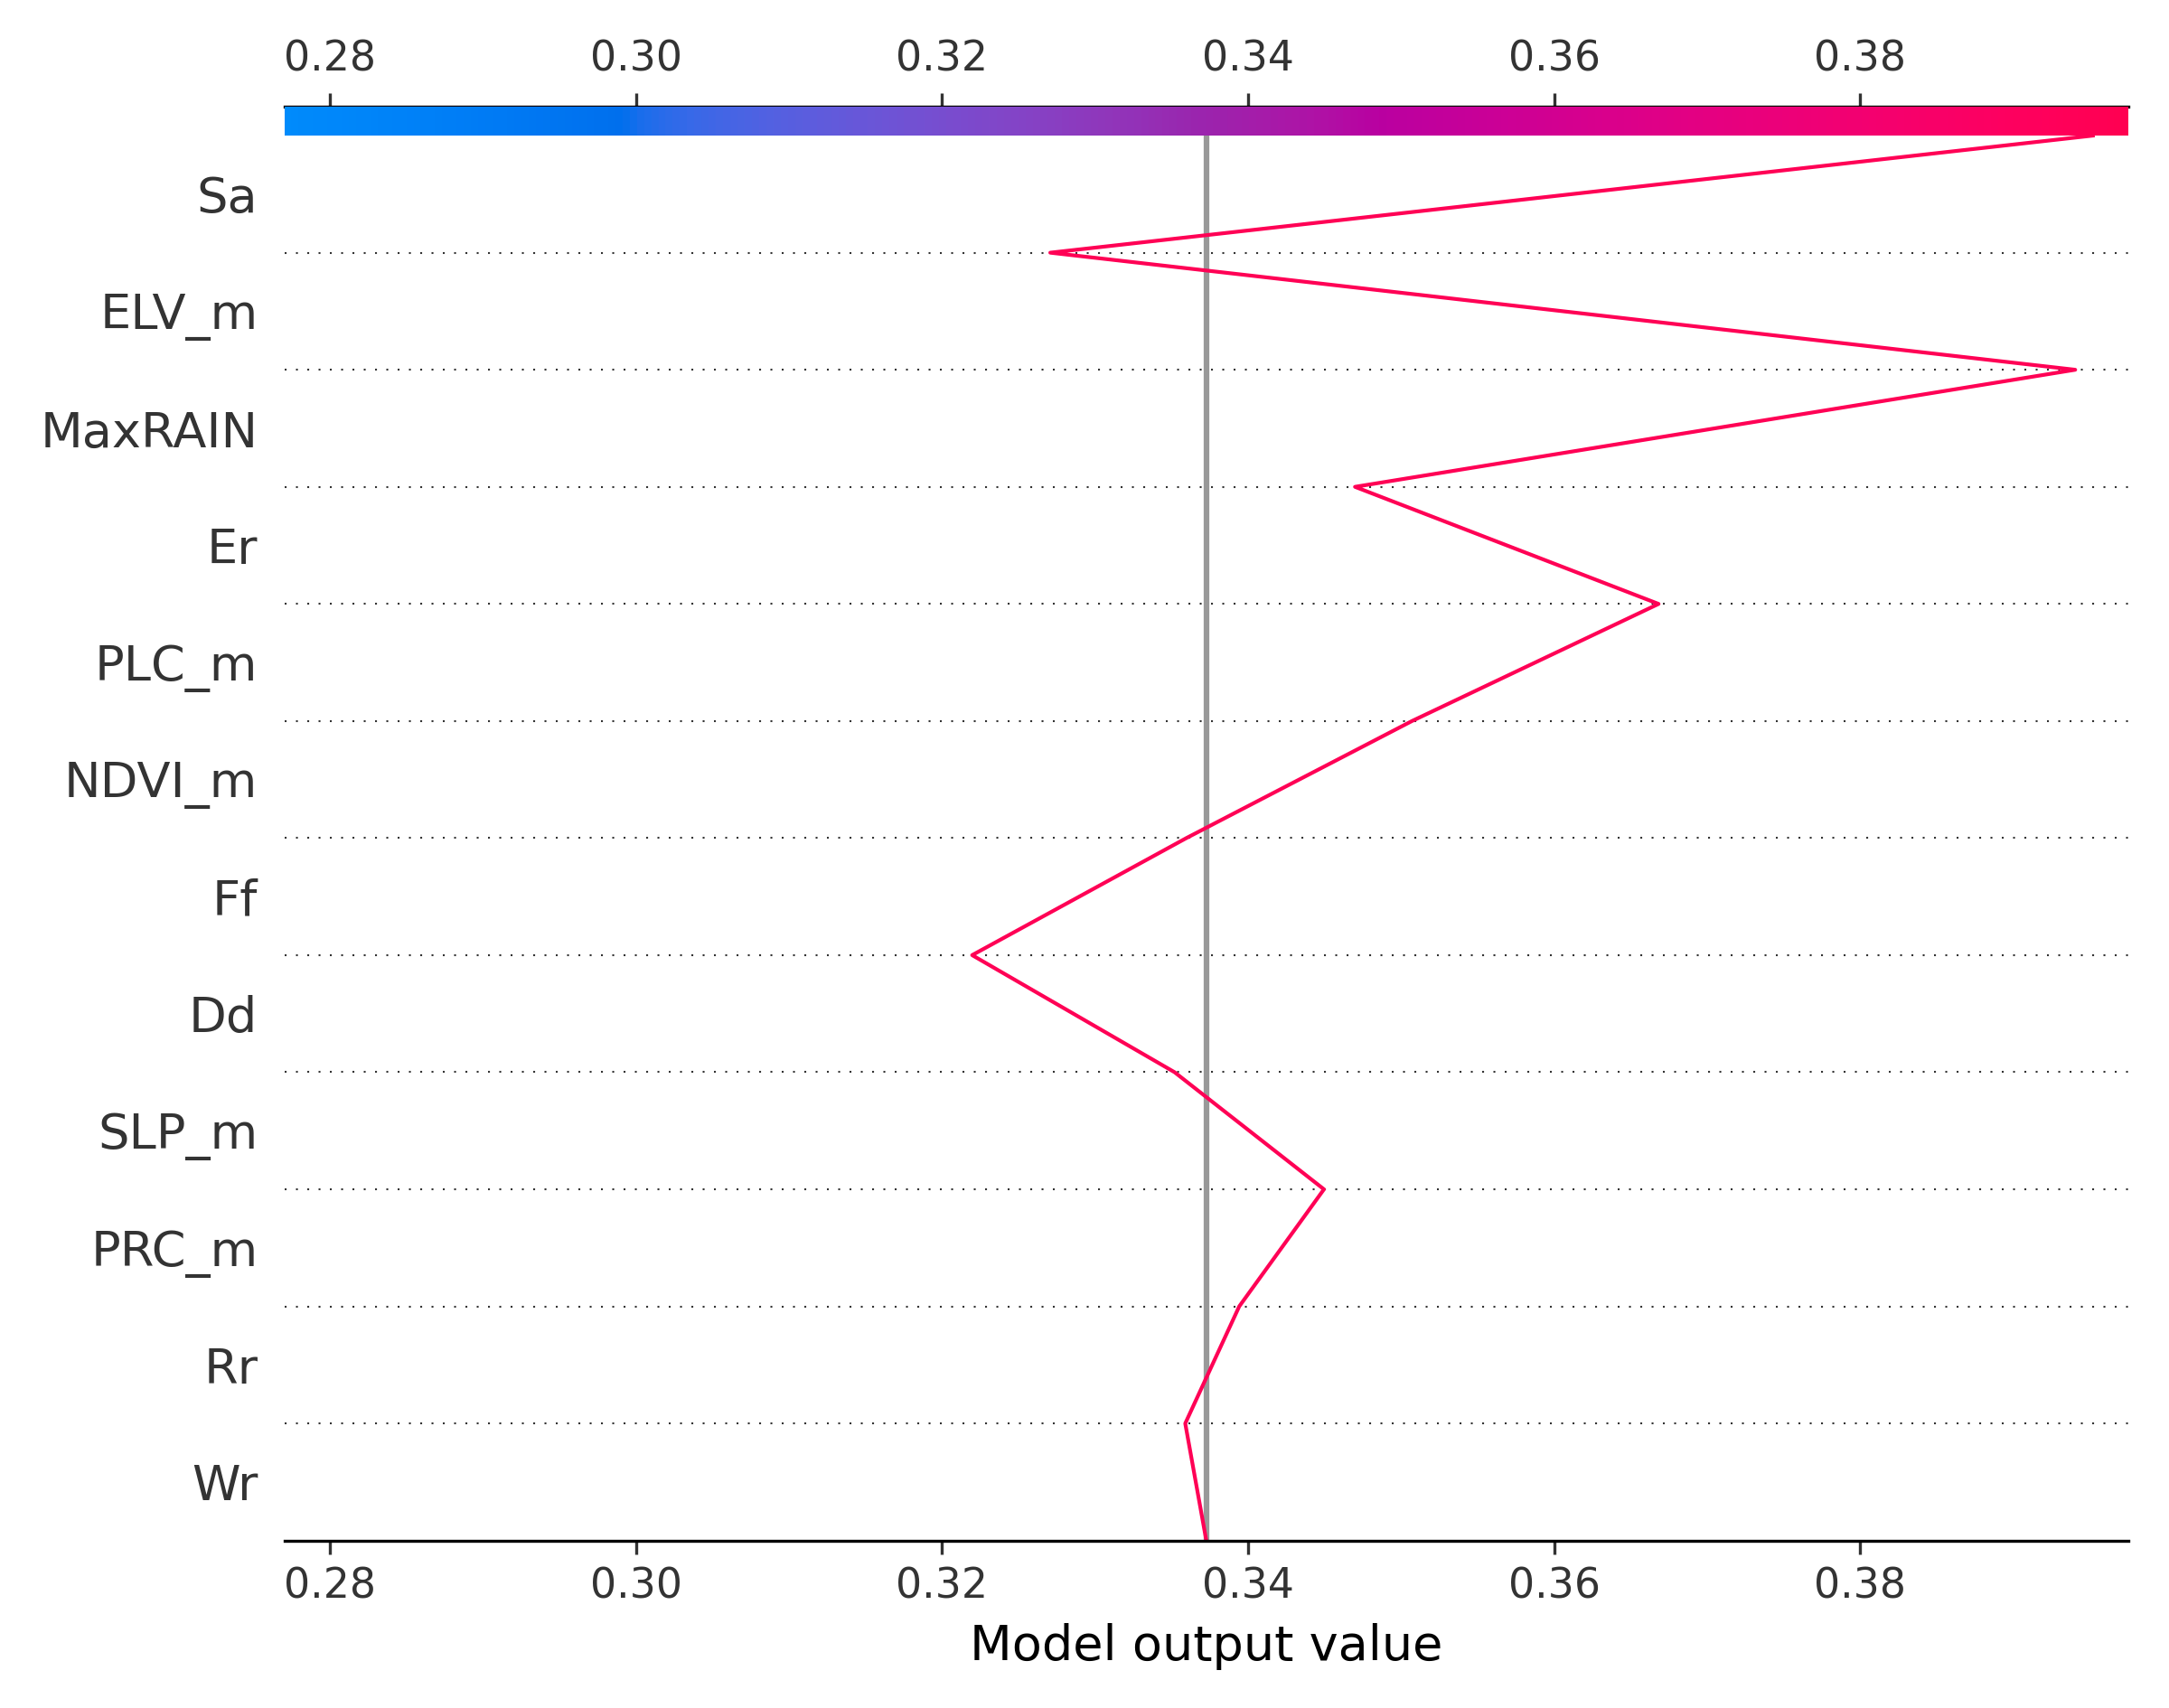 0.28 0.30 0.32 0.34 0.36 0.38
Sa
ELV_m
MaxRAIN
Er
PLC_m
NDVI_m
Ff
Dd
SLP_m
PRC_m
Rr
Wr
0.28 0.30 0.32 0.34 0.36 0.38
Model output value